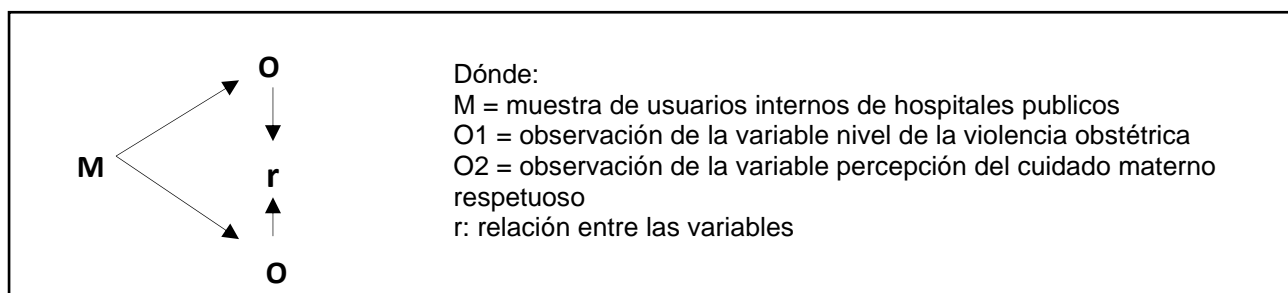 O
Dónde:
M = muestra de usuarios internos de hospitales publicos
O1 = observación de la variable nivel de la violencia obstétrica
M
r
O2 = observación de la variable percepción del cuidado materno
respetuoso
r: relación entre las variables
O